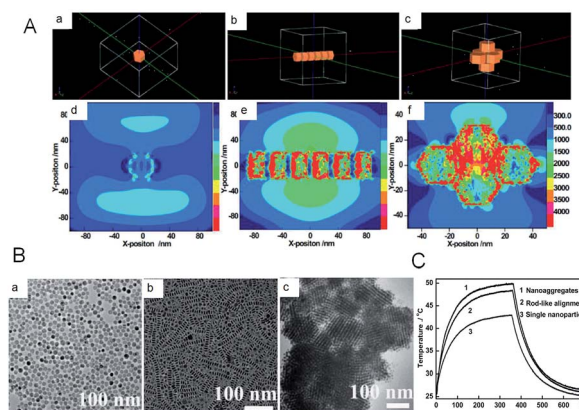 A
a
b
c
d
e
f
80
40
0
-40
-80
Y-positon /nm
-80 -40 0 40 80
X-positon /nm
-80 -40 0 40 80
X-positon /nm
40
20
0
-20
-40
Y-positon /nm
-40 -20 0 20 40
X-positon /nm
300.0
500.0
1000
1500
2000
2500
3000
3500
4000
B
a
b
c
100 nm
100 nm
100 nm
C
50
45
40
35
30
25
Temperature / °C
1
2
3
1 Nanoaggregates
2 Rod-like alignme
3 Single nanopartic
0 100 200 300 400 500 600